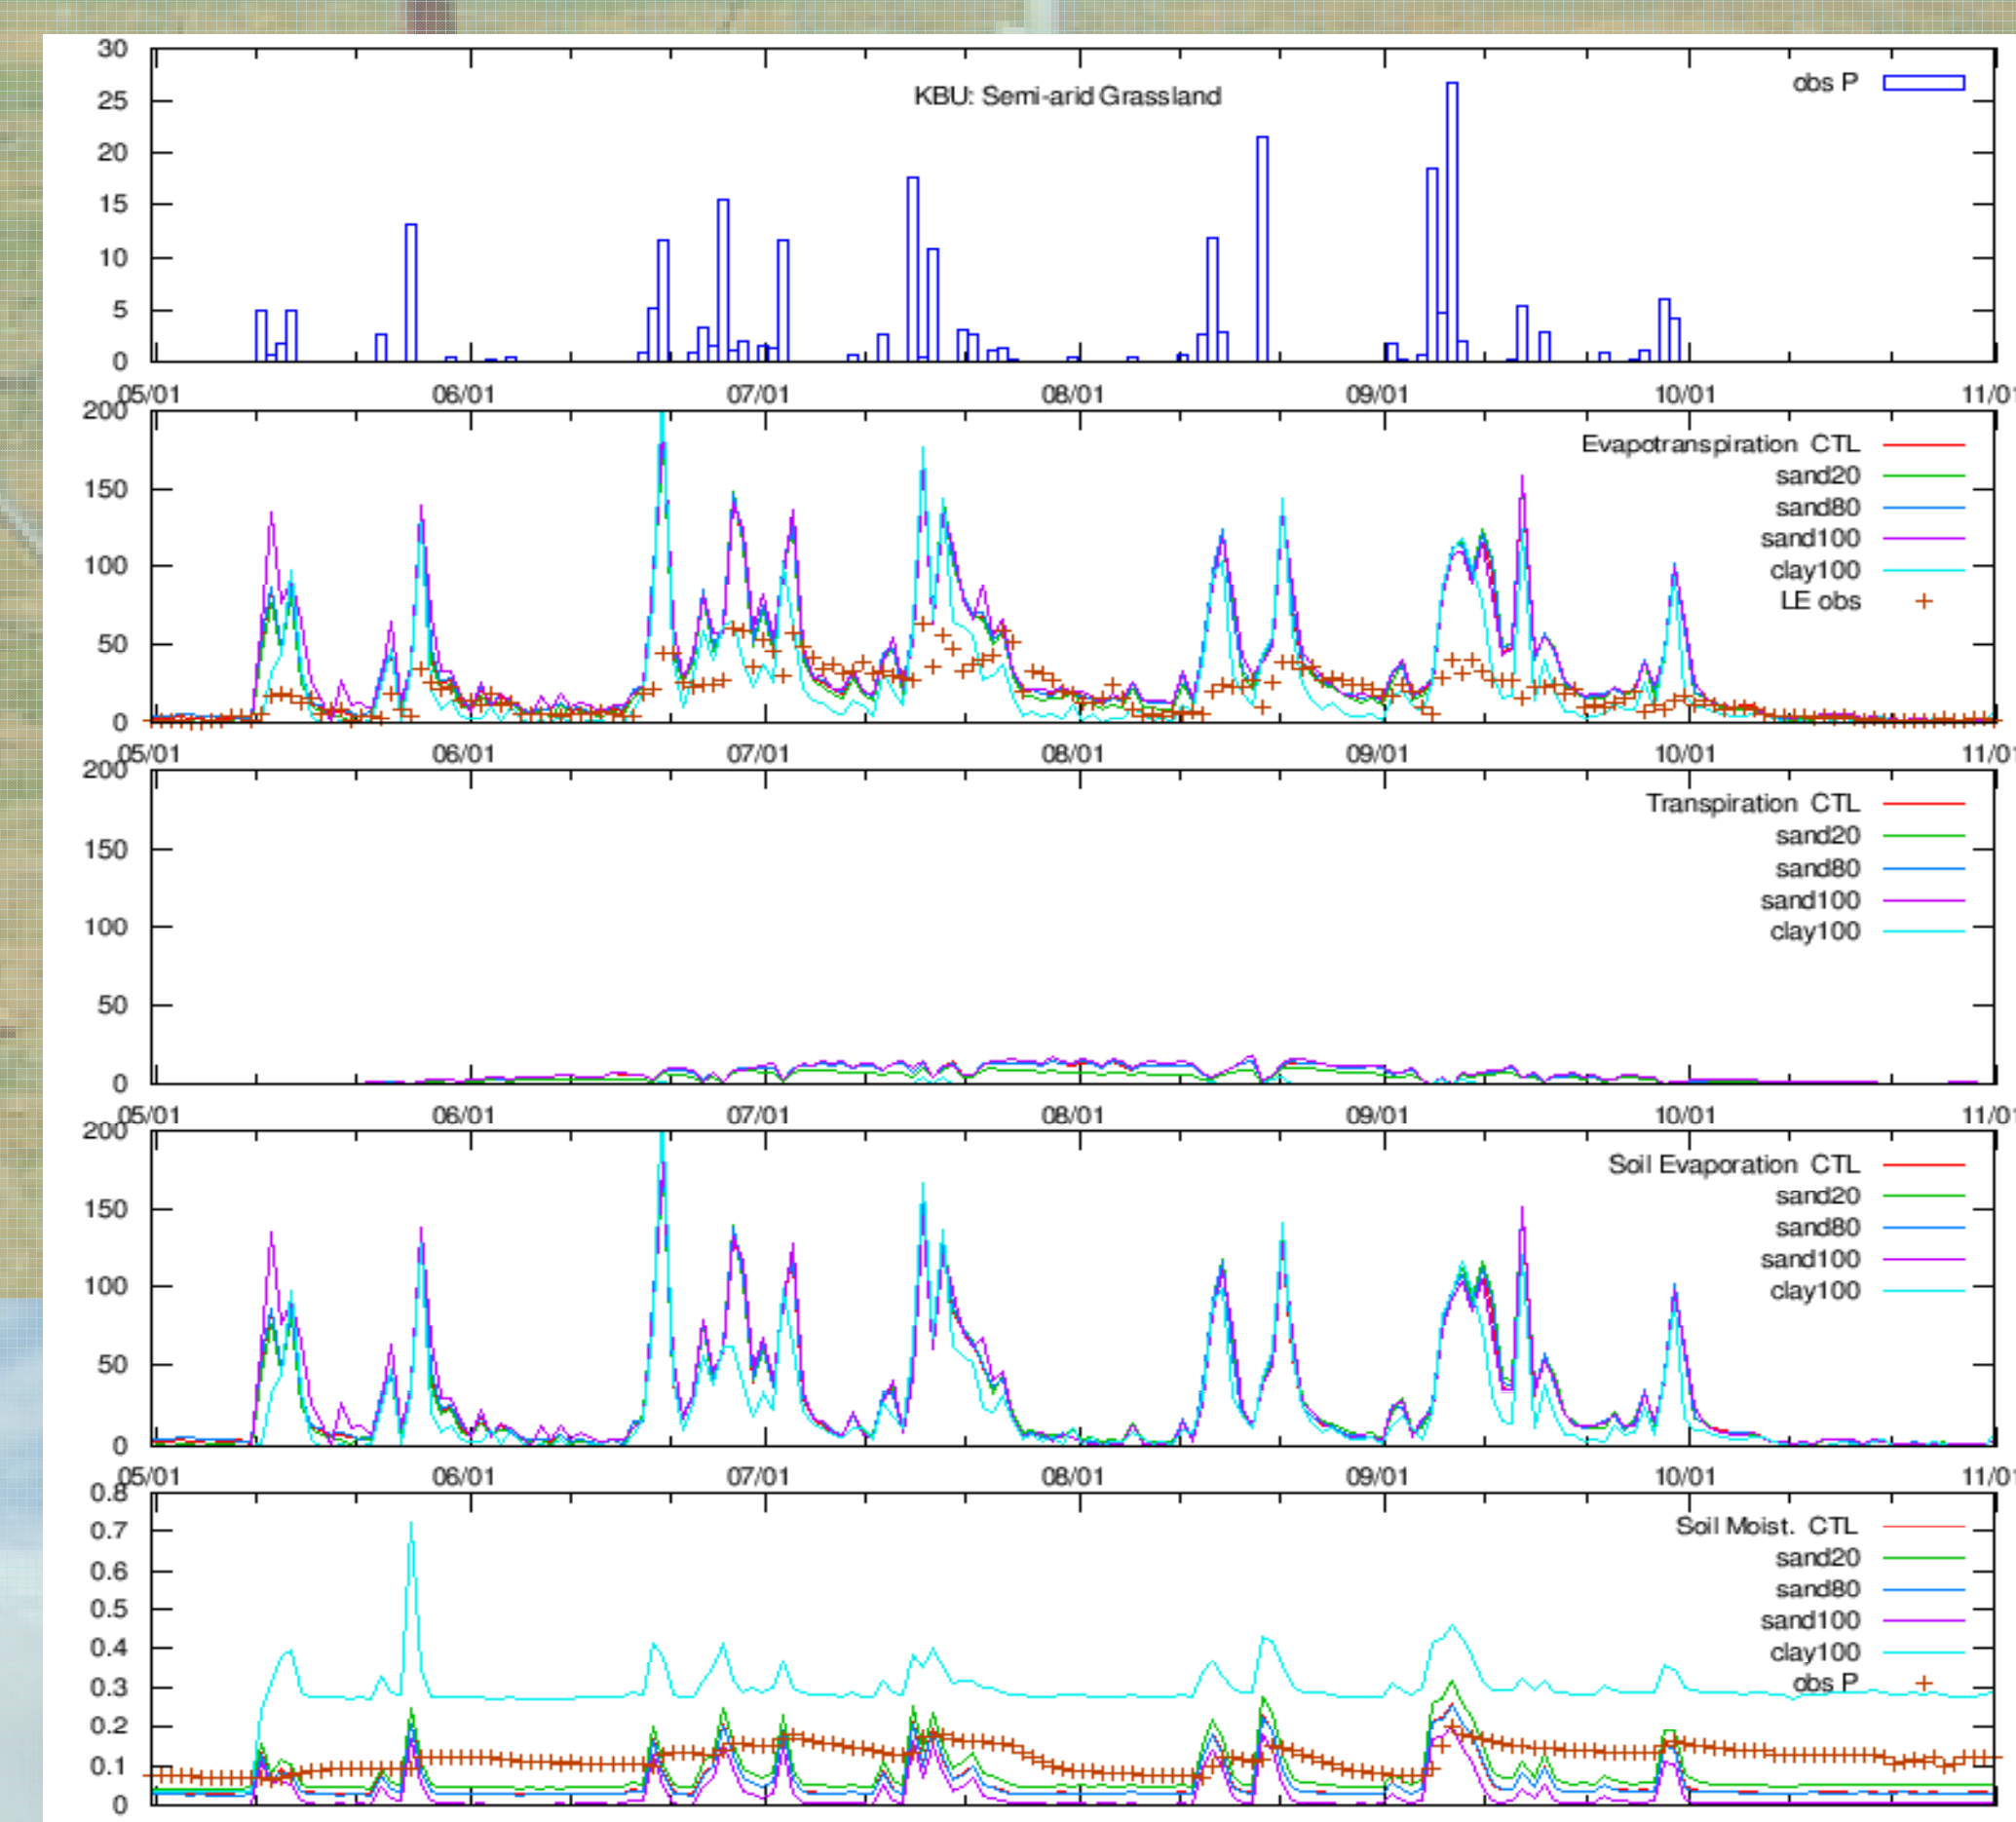 30
KBU: Semi-arid Grassland
obs P
25
20
15
10
5
0
05/01 06/01 07/01 08/01 09/01 10/01 11/01
200
Evapotranspiration CTL
sand20
sand80
sand100
clay100
LE obs
150
100
50
0
05/01 06/01 07/01 08/01 09/01 10/01 11/01
200
Transpiration CTL
sand20
sand80
sand100
clay100
150
100
50
0
05/01 06/01 07/01 08/01 09/01 10/01 11/01
200
Soil Evaporation CTL
sand20
sand80
sand100
clay100
150
100
50
0
05/01 06/01 07/01 08/01 09/01 10/01 11/01
0.8
Soil Moist. CTL
sand20
sand80
sand100
clay100
obs P
0.7
0.6
0.5
0.4
0.3
0.2
0.1
0